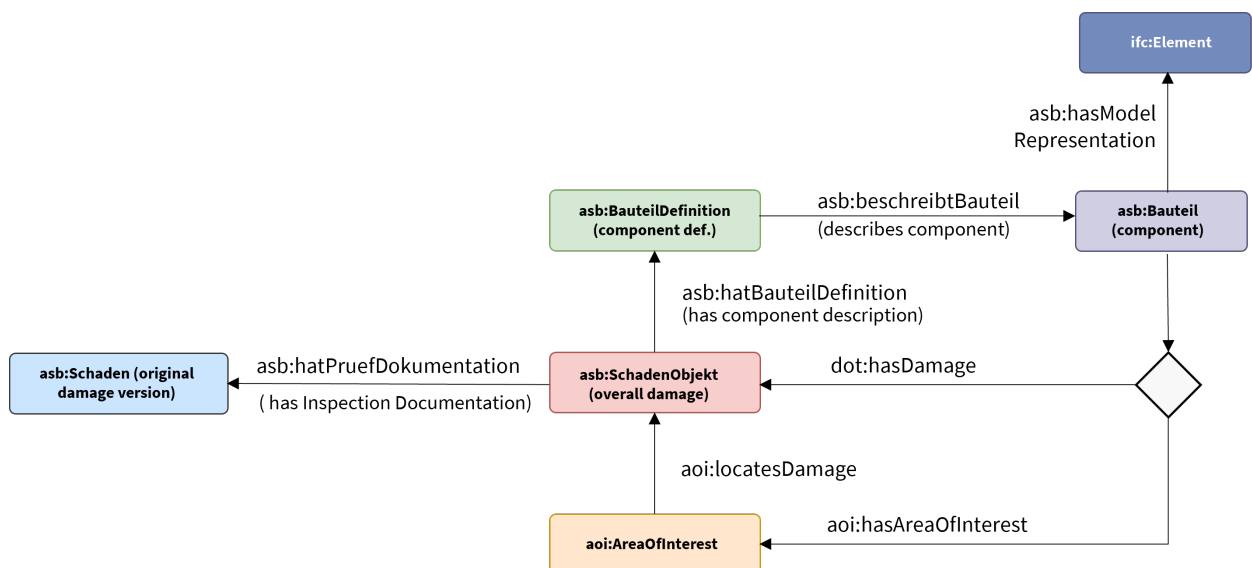 ifc:Element
asb:hasModel
Representation
asb:BauteilDefinition
(component def.)
asb:beschreibtBauteil
(describes component)
asb:Bauteil
(component)
asb:hatBauteilDefinition
(has component description)
asb:Schaden (original
damage version)
asb:hatPruefDokumentation
( has Inspection Documentation)
asb:SchadenObjekt
(overall damage)
dot:hasDamage
aoi:locatesDamage
aoi:AreaOfInterest
aoi:hasAreaOfInterest